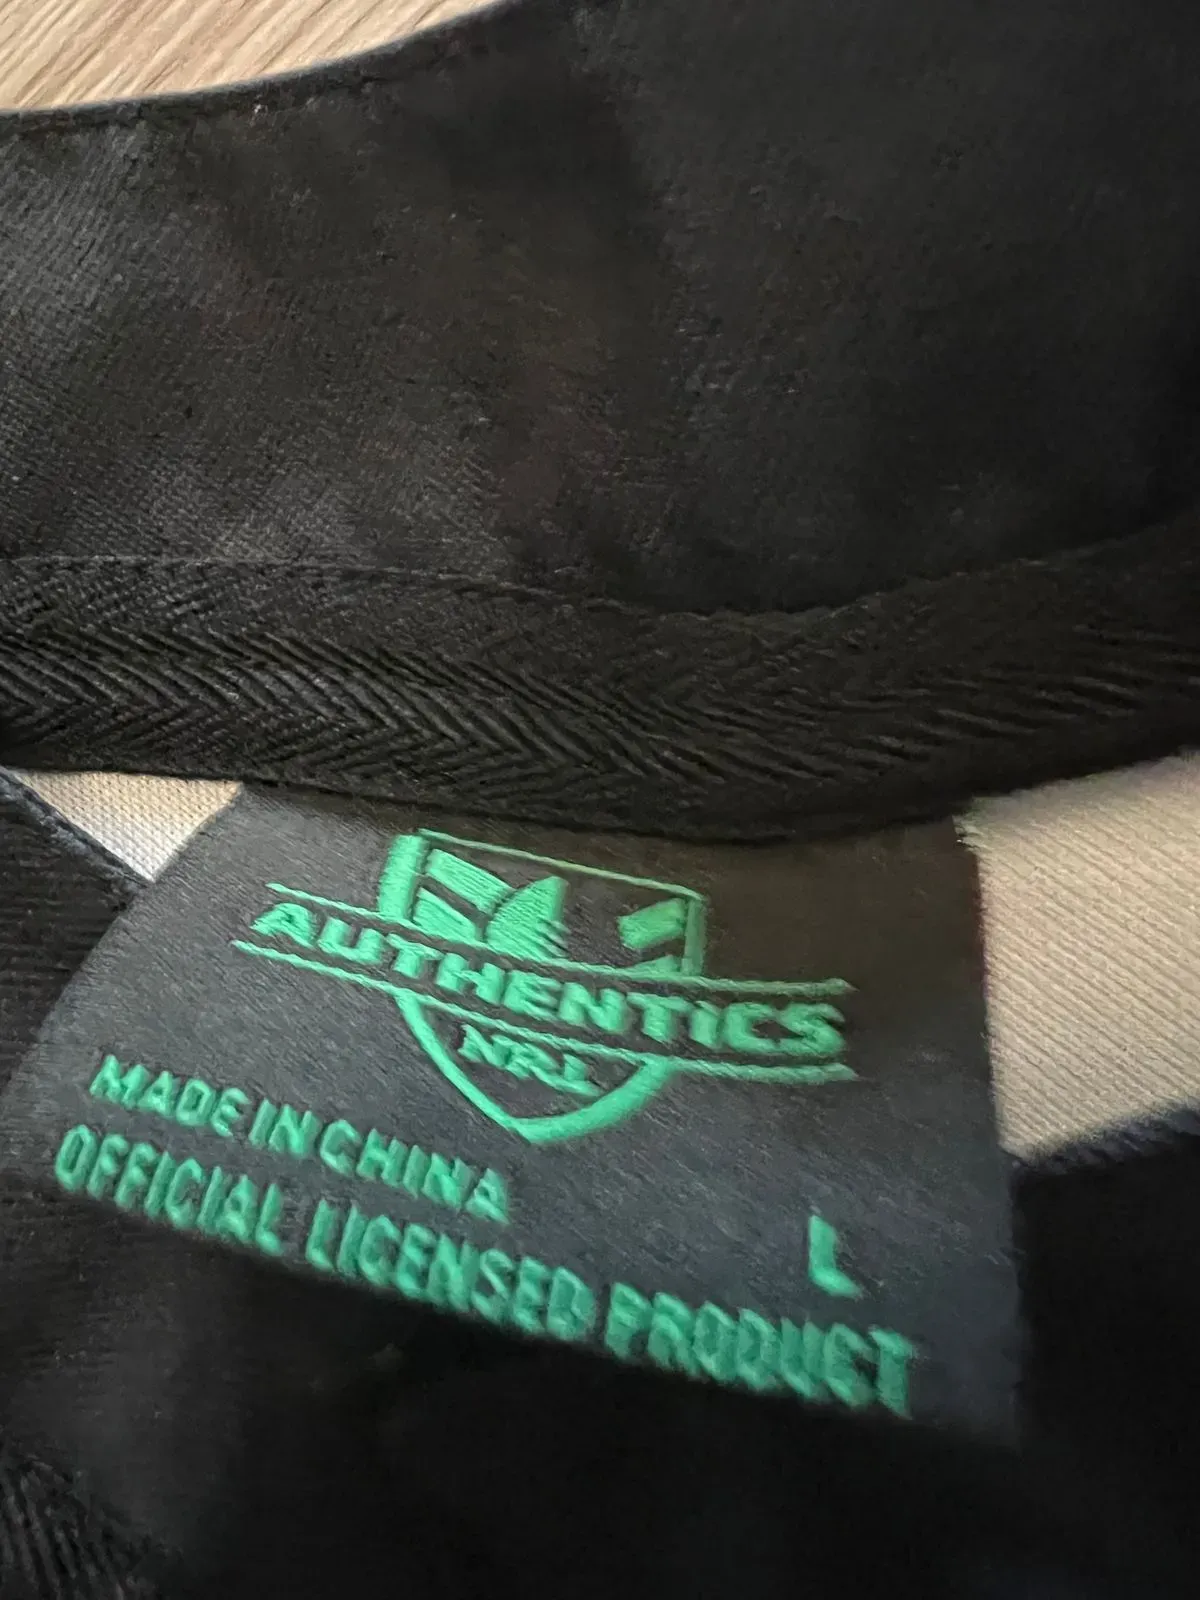 AUTHENTICS
NRL
MADE IN CHINA
L
OFFICIAL LICENSED PRODUCT